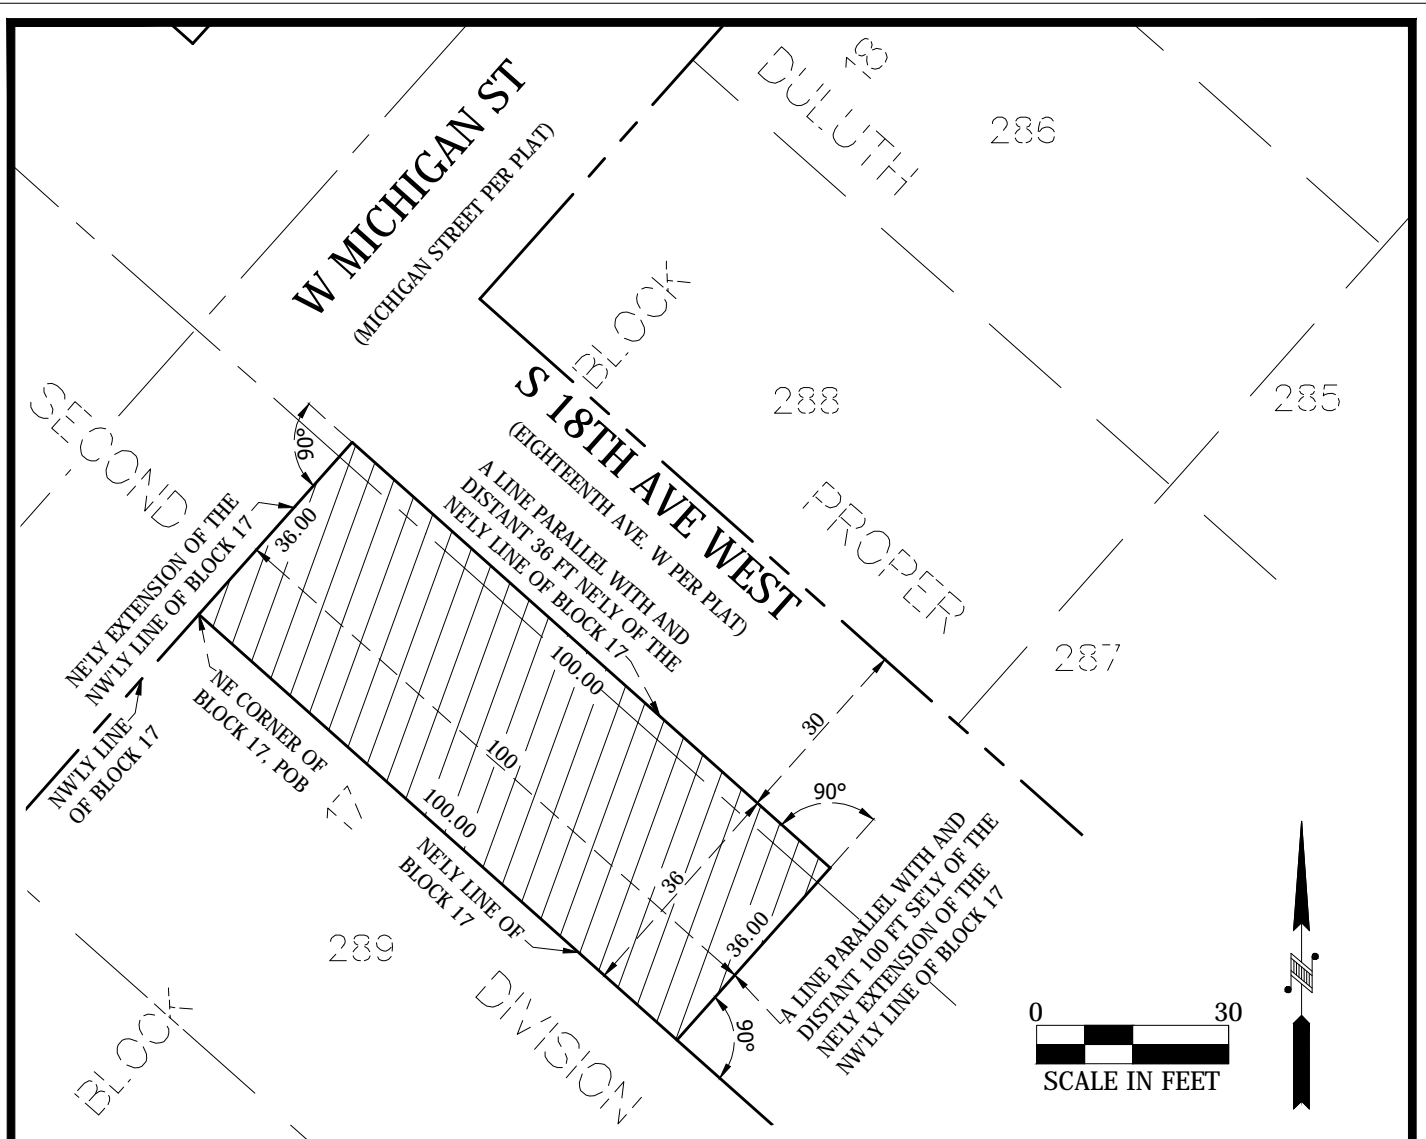 W MICHIGAN ST
(MICHIGAN STREET PER PLAT)
18
DULUTH
286
BLOCK
288
285
S 18TH AVE WEST
(EIGHTEENTH AVE. W PER PLAT)
A LINE PARALLEL WITH AND
DISTANT 36 FT NE'LY OF THE
NE'LY LINE OF BLOCK 17
SECOND
90°
36.00
NE'LY EXTENSION OF THE
NW'LY LINE OF BLOCK 17
PROPER
287
NW'LY LINE
OF BLOCK 17
NE CORNER OF
BLOCK 17, POB
100.00
100
100.00
30
90°
17
36
36.00
NE'LY LINE OF
BLOCK 17
A LINE PARALLEL WITH AND
DISTANT 100 FT SE'LY OF THE
NE'LY EXTENSION OF THE
NW'LY LINE OF BLOCK 17
289
90°
DIVISION
BLOCK
0 30
SCALE IN FEET